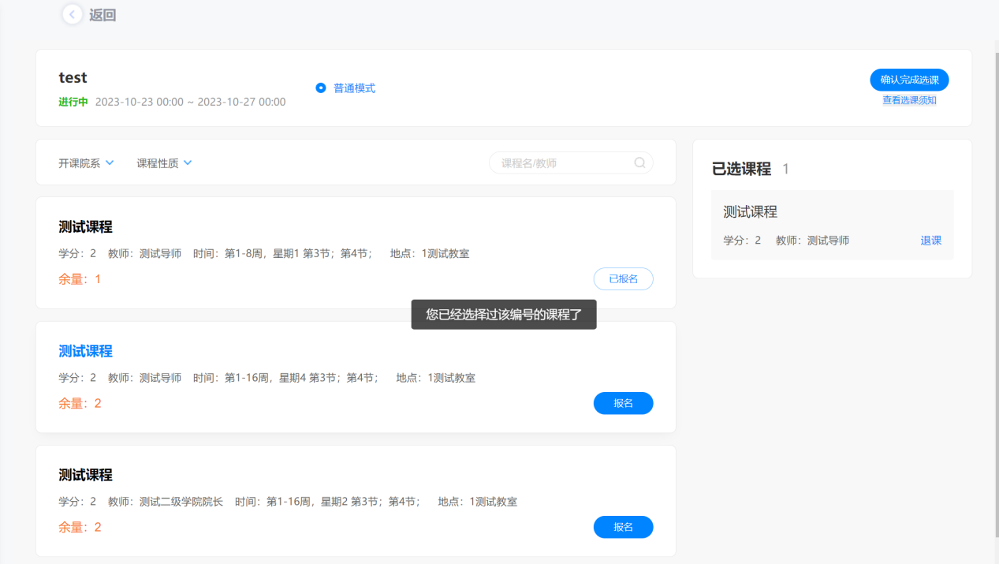 返回
test
进行中 2023-10-23 00:00 ~ 2023-10-27 00:00
普通模式
确认完成选课
查看选课须知
开课院系
课程性质
课程名/教师
测试课程
学分：2 教师：测试导师 时间：第1-8周，星期1 第3节；第4节； 地点：1测试教室
余量：1
已报名
您已经选择过该编号的课程了
测试课程
学分：2 教师：测试导师 时间：第1-16周，星期4 第3节；第4节； 地点：1测试教室
余量：2
报名
测试课程
学分：2 教师：测试二级学院院长 时间：第1-16周，星期2 第3节；第4节； 地点：1测试教室
余量：2
报名
已选课程 1
测试课程
学分：2 教师：测试导师
退课